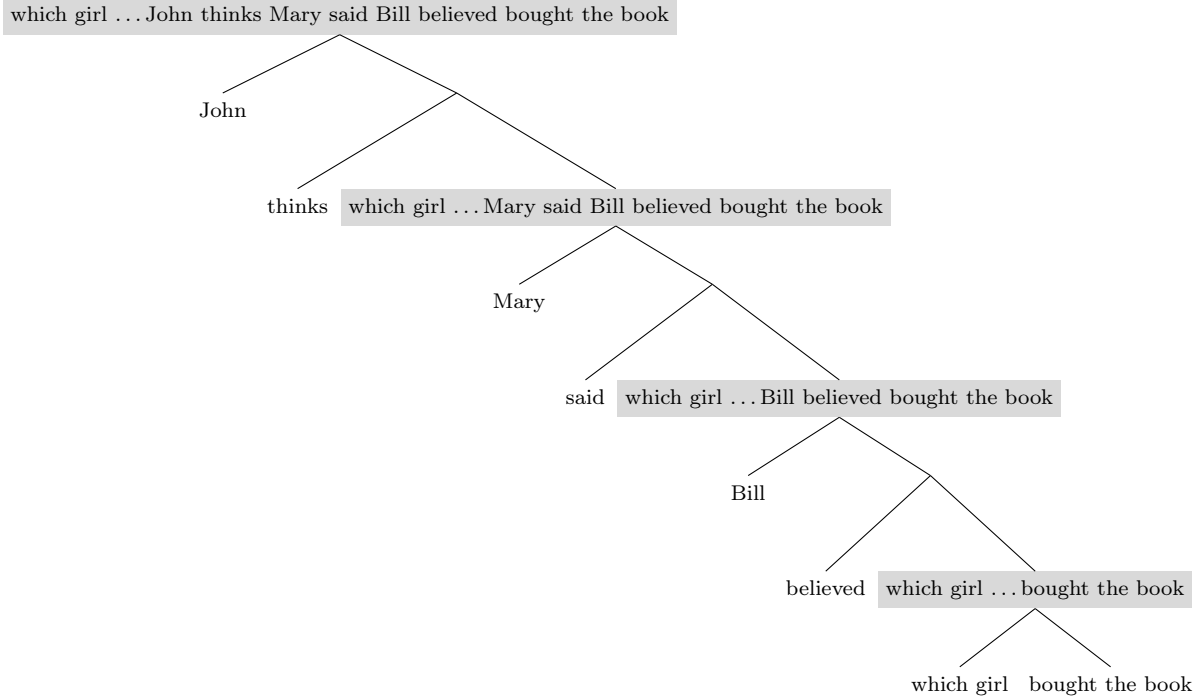 which girl ... John thinks Mary said Bill believed bought the book
John
thinks which girl ... Mary said Bill believed bought the book
Mary
said which girl ... Bill believed bought the book
Bill
believed which girl ... bought the book
which girl bought the book